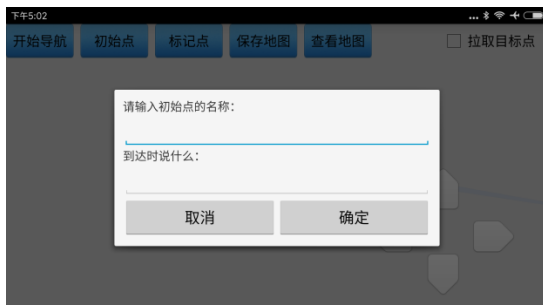 下午5:02 ...
开始导航 初始点 标记点 保存地图 查看地图 拉取目标点
请输入初始点的名称:
到达时说什么:
取消 确定